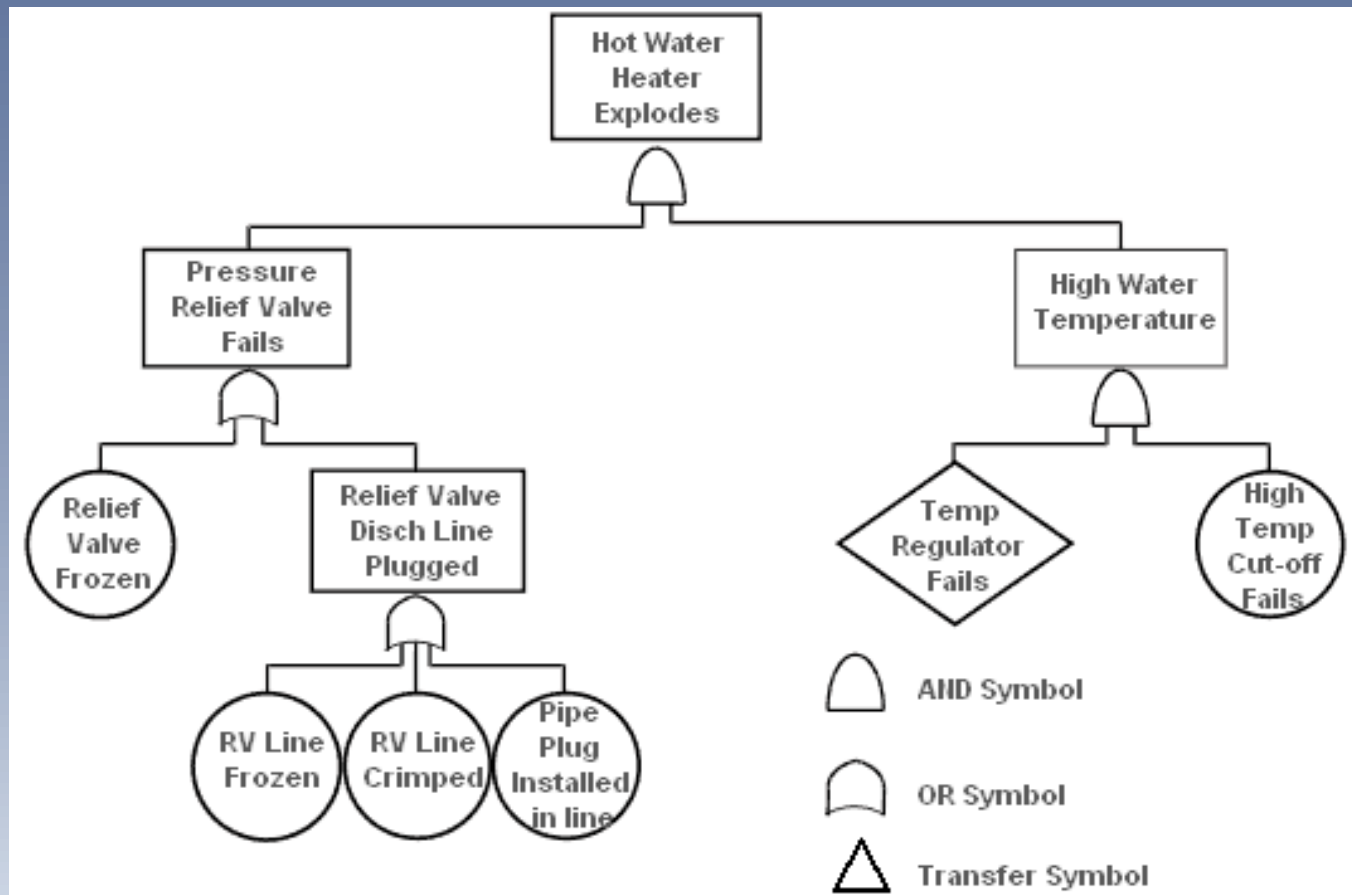 Hot Water
Heater
Explodes
Pressure
Relief Valve
Fails
High Water
Temperature
Relief
Valve
Frozen
Relief Valve
Disch Line
Plugged
Temp
Regulator
Fails
High
Temp
Cut-off
Fails
RV Line
Frozen
RV Line
Crimped
Pipe
Plug
Installed
in line
AND Symbol
OR Symbol
Transfer Symbol